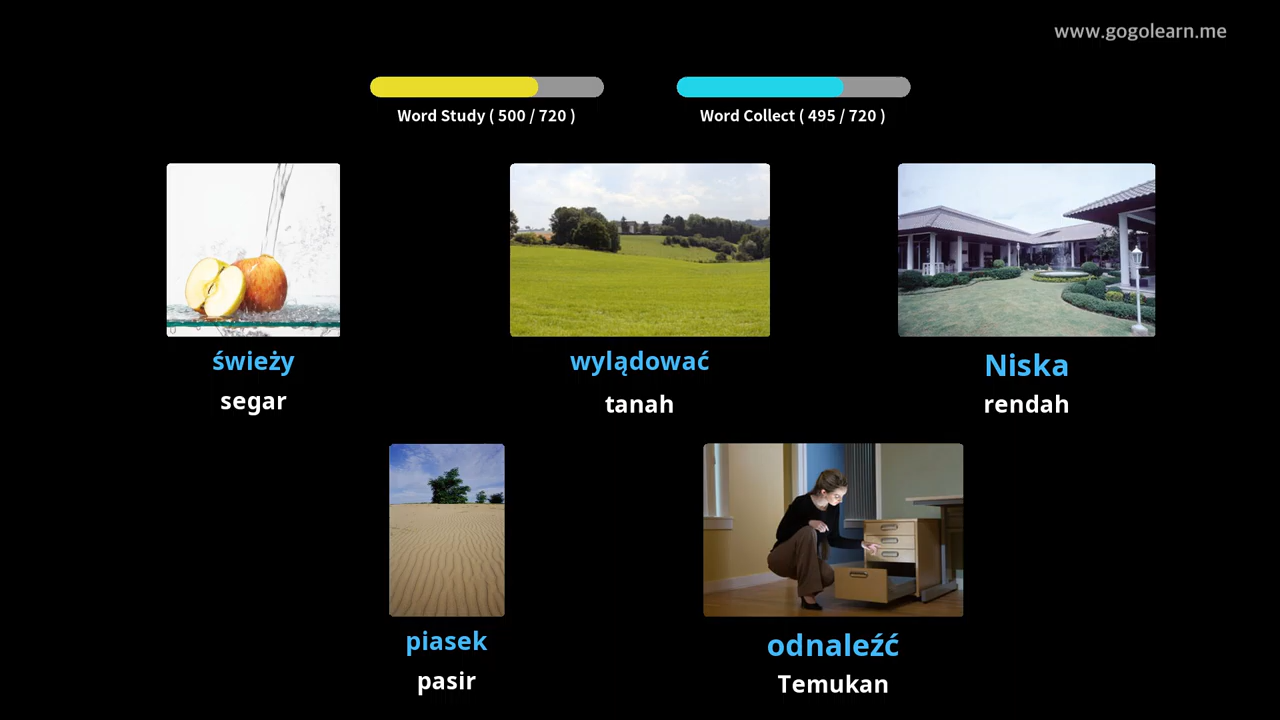 www.gogolearn.me
Word Study ( 500 / 720 )
Word Collect ( 495 / 720 )
świeży
segar
wylądować
tanah
Niska
rendah
piasek
pasir
odnaleźć
Temukan